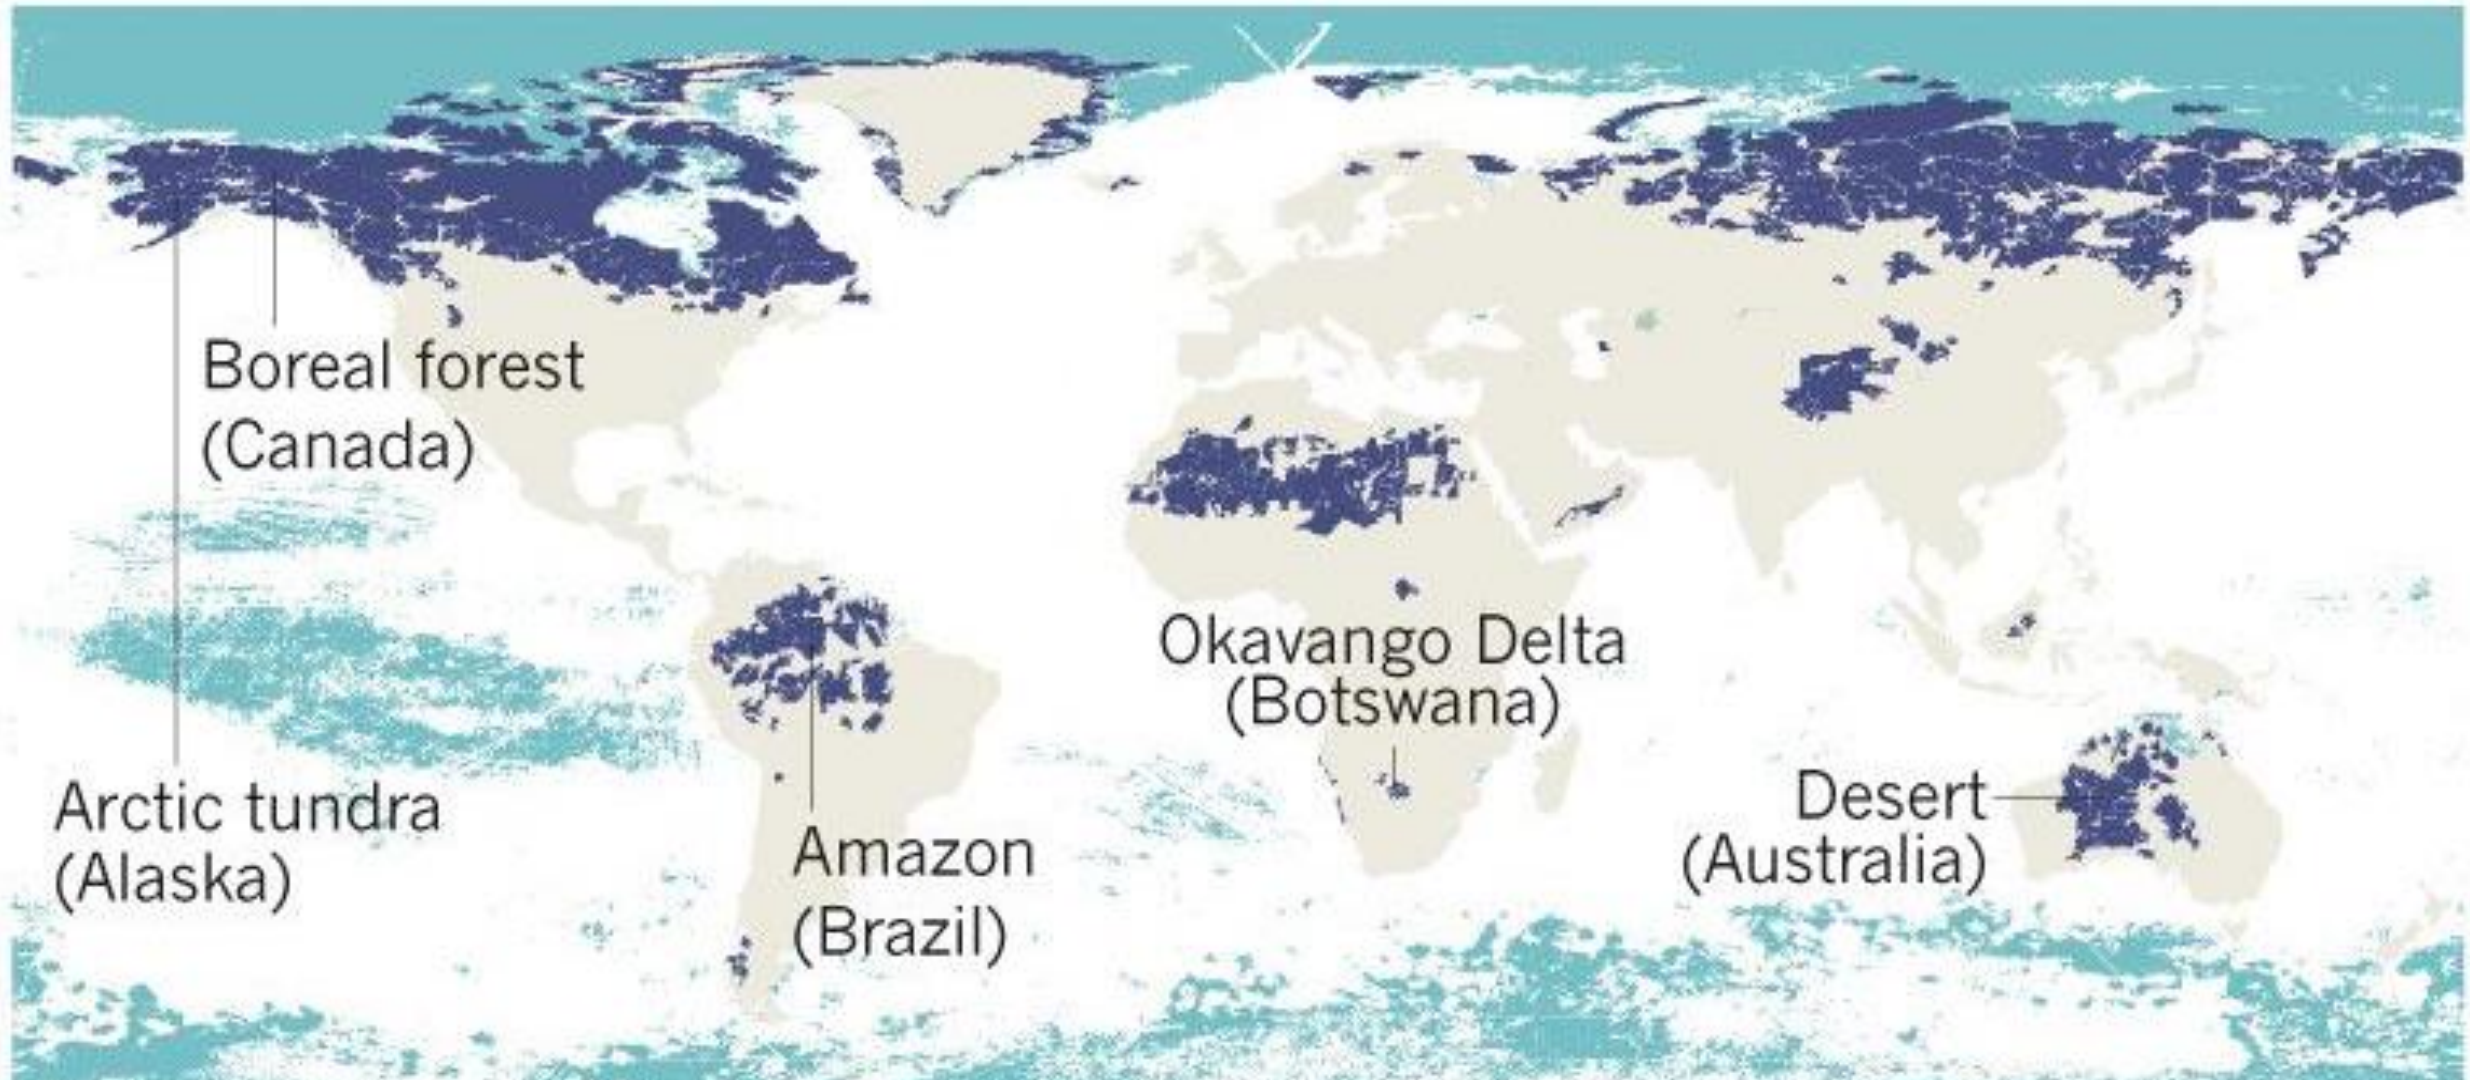 Boreal forest
(Canada)
Okavango Delta
(Botswana)
Arctic tundra
(Alaska)
Amazon
(Brazil)
Desert
(Australia)